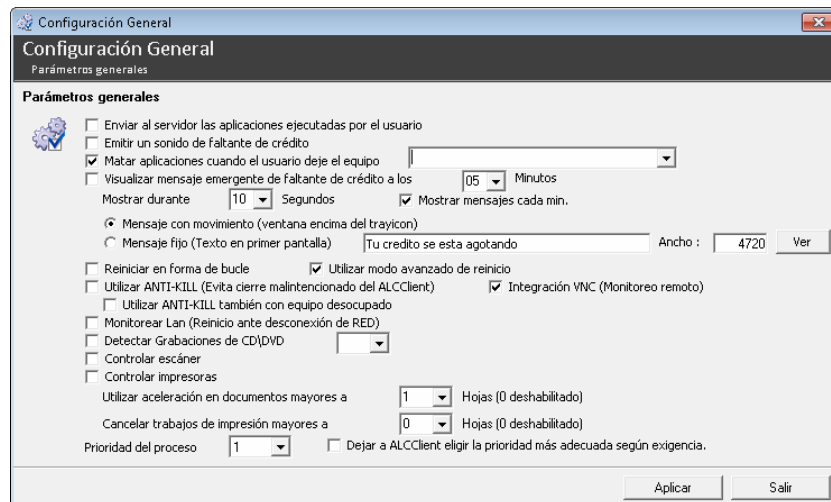 Configuración General
Configuración General
Parámetros generales
Parámetros generales
Enviar al servidor las aplicaciones ejecutadas por el usuario
Emitir un sonido de faltante de crédito
Matar aplicaciones cuando el usuario deje el equipo
Visualizar mensaje emergente de faltante de crédito a los 05 Minutos
Mostrar durante 10 Segundos Mostrar mensajes cada min.
Mensaje con movimiento (ventana encima del trayicon)
Mensaje fijo (Texto en primer pantalla) Tu credito se esta agotando Ancho : 4720 Ver
Reiniciar en forma de bucle Utilizar modo avanzado de reinicio
Utilizar ANTI-KILL (Evita cierre malintencionado del ALCClient) Integración VNC (Monitoreo remoto)
Utilizar ANTI-KILL también con equipo desocupado
Monitorear Lan (Reinicio ante desconexión de RED)
Detectar Grabaciones de CD\DVD
Controlar escáner
Controlar impresoras
Utilizar aceleración en documentos mayores a 1 Hojas (0 deshabilitado)
Cancelar trabajos de impresión mayores a 0 Hojas (0 deshabilitado)
Prioridad del proceso 1 Dejar a ALCClient eligir la prioridad más adecuada según exigencia.
Aplicar Salir